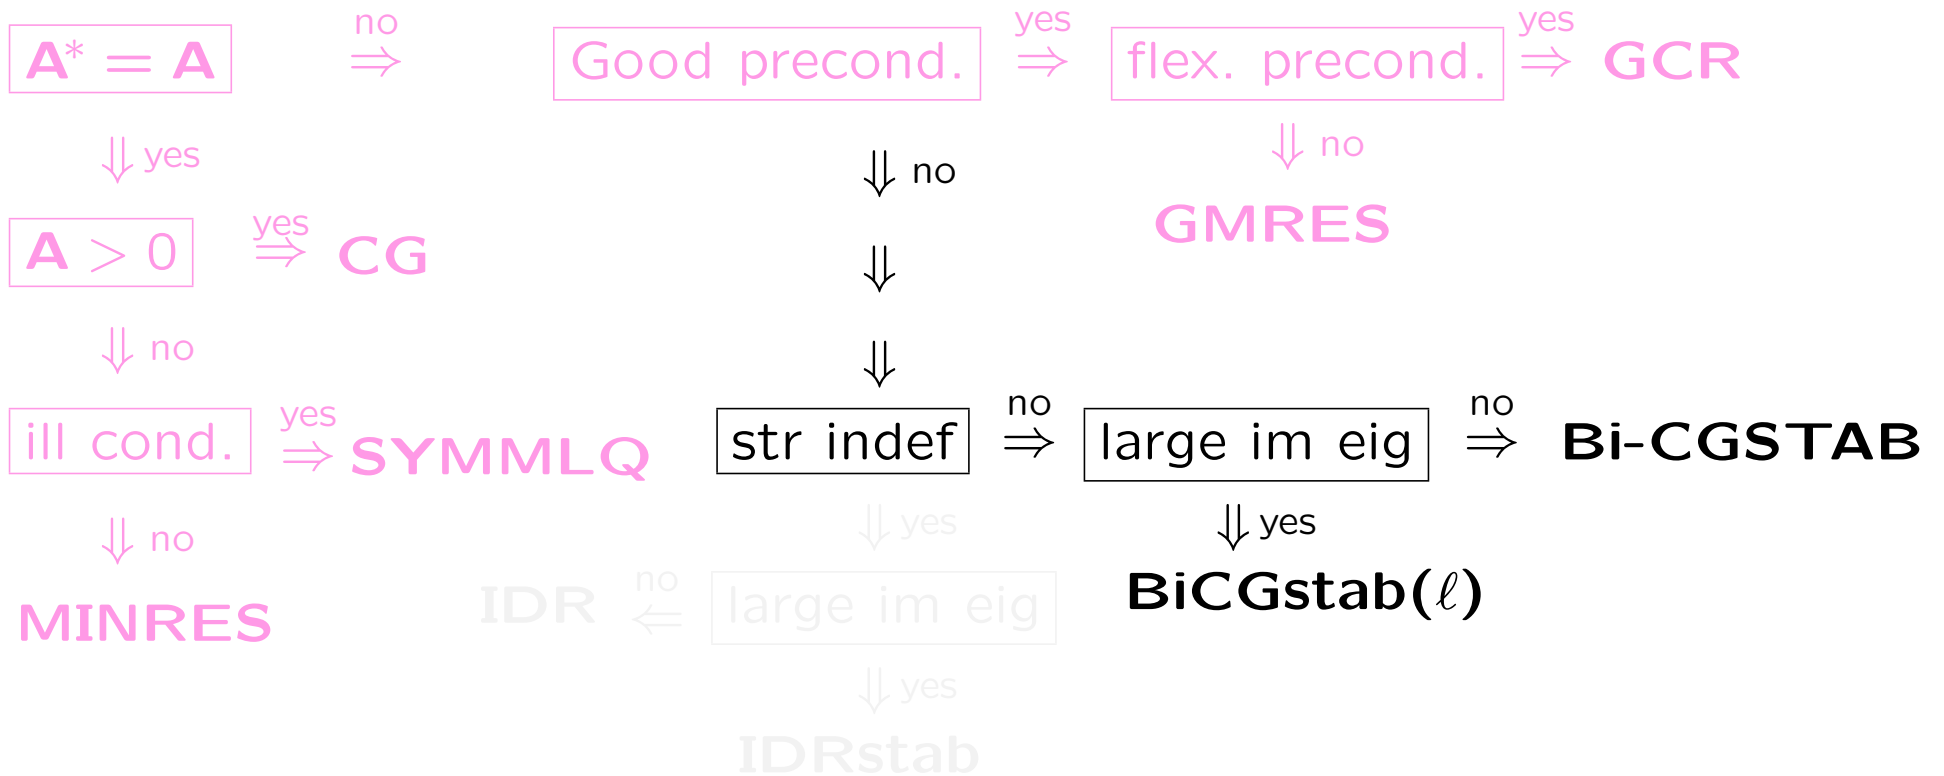 A* = A no ⇒ Good precond. yes ⇒ flex. precond. yes ⇒ GCR
⇓ yes ⇓ no ⇓ no
A > 0 yes ⇒ CG ⇓ GMRES
⇓ no ⇓
ill cond. yes ⇒ SYMMLQ str indef no ⇒ large im eig no ⇒ Bi-CGSTAB
⇓ no ⇓ yes ⇓ yes
MINRES IDR no ⇐ large im eig BiCGstab(ℓ)
⇓ yes
IDRstab